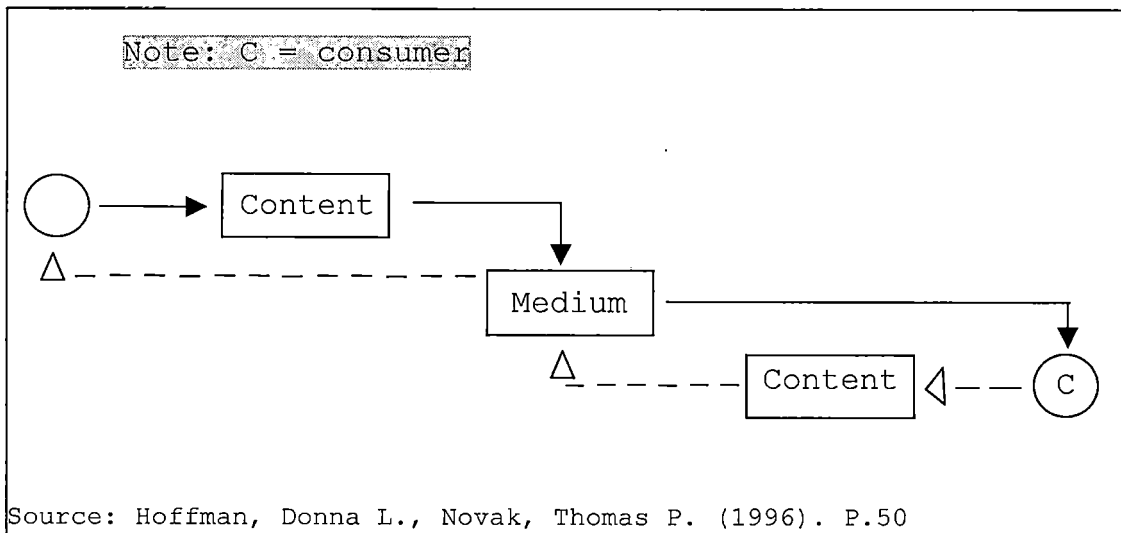 Note: C = consumer
Content
Medium
Content
C
Source: Hoffman, Donna L., Novak, Thomas P. (1996). P.50